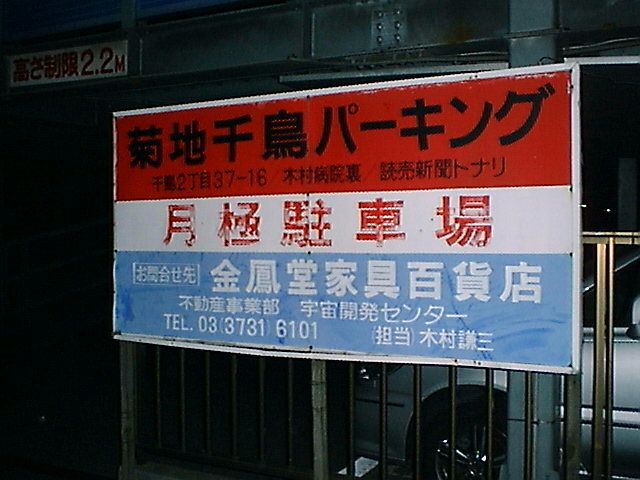 高さ制限2.2M
菊地千鳥パーキング
千鳥2丁目37-16/木村病院裏/読売新聞トナリ
月極駐車場
お問合せ先 金鳳堂家具百貨店
不動産事業部 宇宙開発センター
TEL. 03(3731)6101 (担当)木村謙三